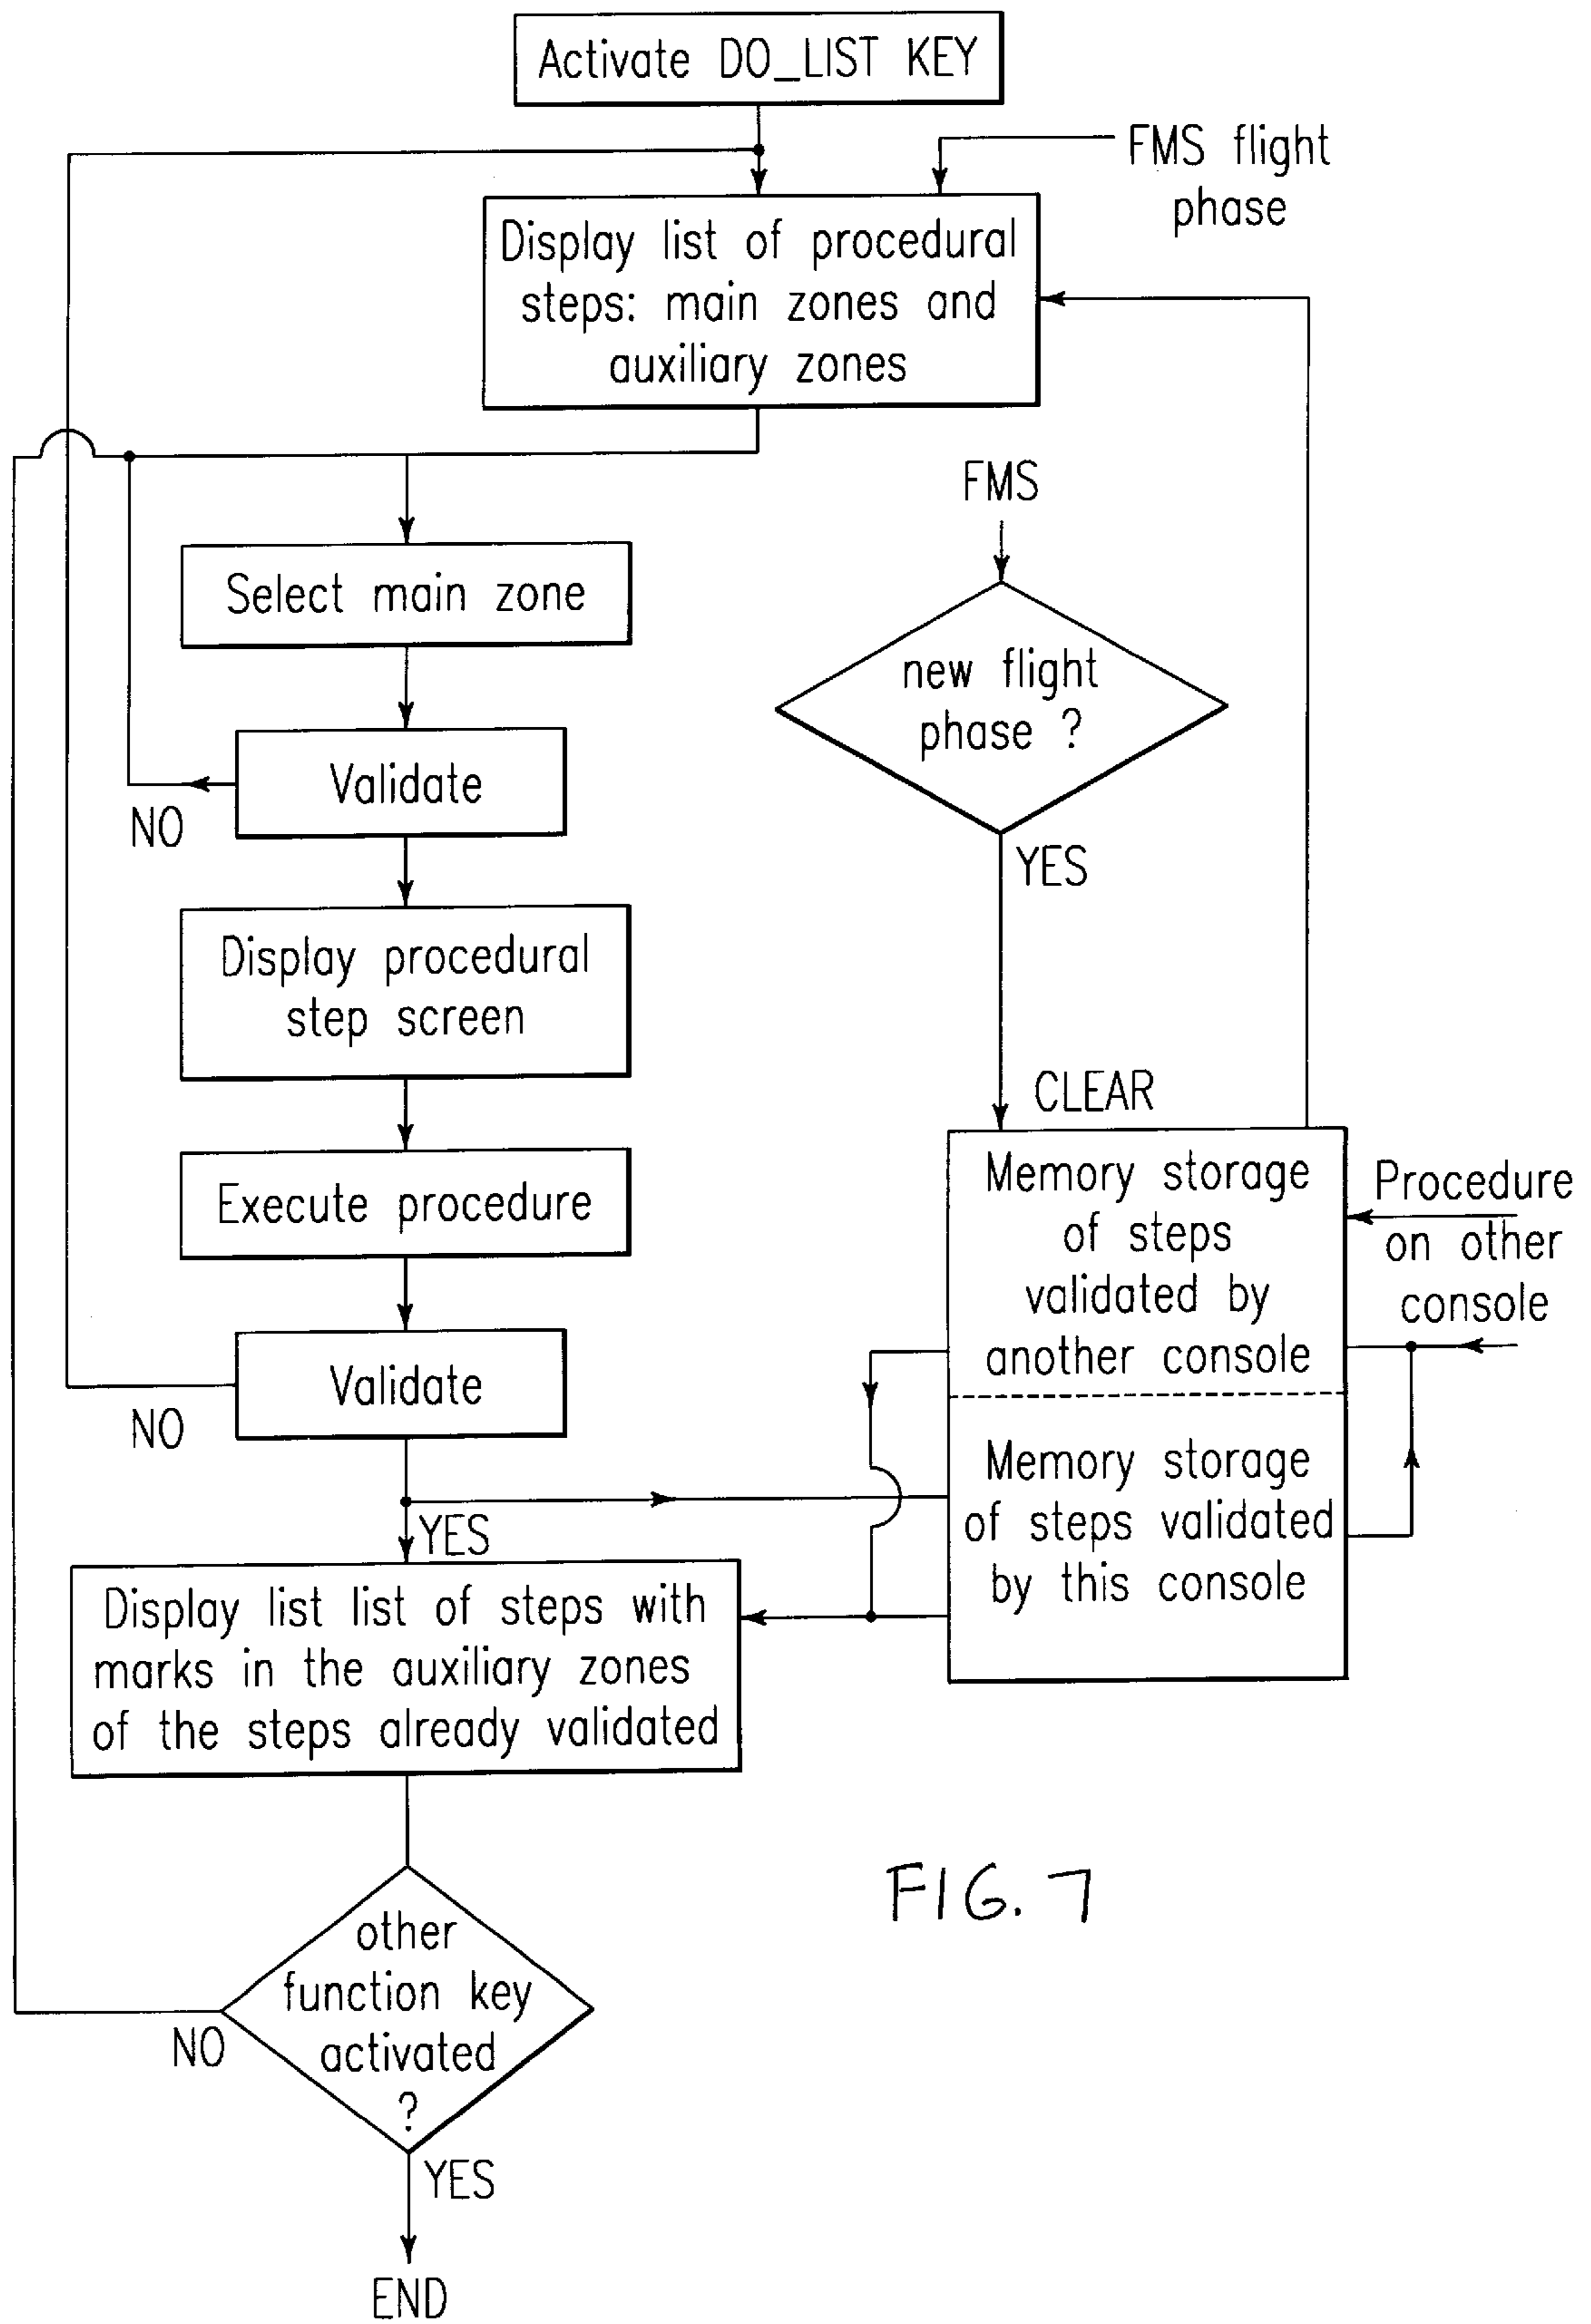 Activate DO_LIST KEY
FMS flight
phase
Display list of procedural
steps: main zones and
auxiliary zones
FMS
Select main zone
new flight
phase ?
Validate
NO
YES
Display procedural
step screen
CLEAR
Execute procedure
Memory storage
of steps
validated by
another console
Procedure
on other
console
Validate
NO
YES
Memory storage
of steps validated
by this console
Display list list of steps with
marks in the auxiliary zones
of the steps already validated
FIG. 7
other
function key
activated
?
NO
YES
END